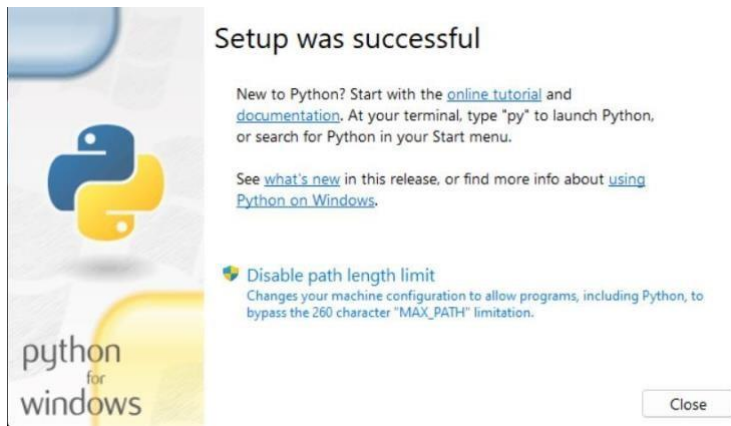 Setup was successful
New to Python? Start with the online tutorial and
documentation. At your terminal, type "py" to launch Python,
or search for Python in your Start menu.
See what's new in this release, or find more info about using
Python on Windows.
Disable path length limit
Changes your machine configuration to allow programs, including Python, to
bypass the 260 character "MAX_PATH" limitation.
python
for
windows
Close